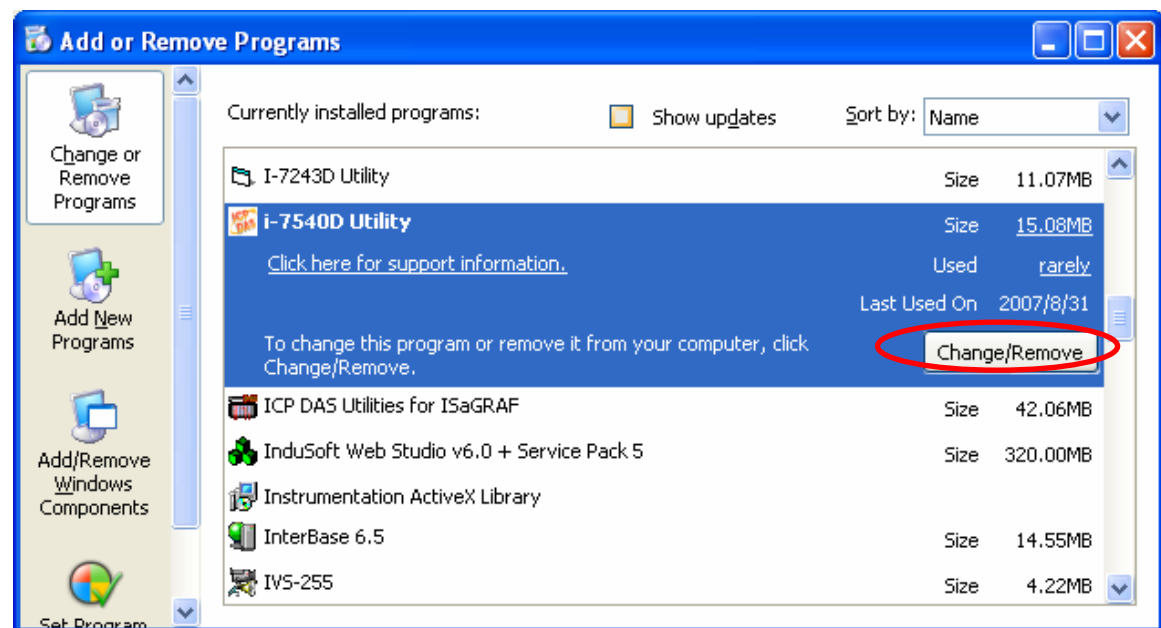 Add or Remove Programs
Change or
Remove
Programs
Add New
Programs
Add/Remove
Windows
Components
Set Program
Currently installed programs:
Show updates
Sort by: Name
I-7243D Utility Size 11.07MB
i-7540D Utility Size 15.08MB
Click here for support information. Used rarely
Last Used On 2007/8/31
To change this program or remove it from your computer, click
Change/Remove.
Change/Remove
ICP DAS Utilities for ISaGRAF Size 42.06MB
InduSoft Web Studio v6.0 + Service Pack 5 Size 320.00MB
Instrumentation ActiveX Library
InterBase 6.5 Size 14.55MB
IVS-255 Size 4.22MB